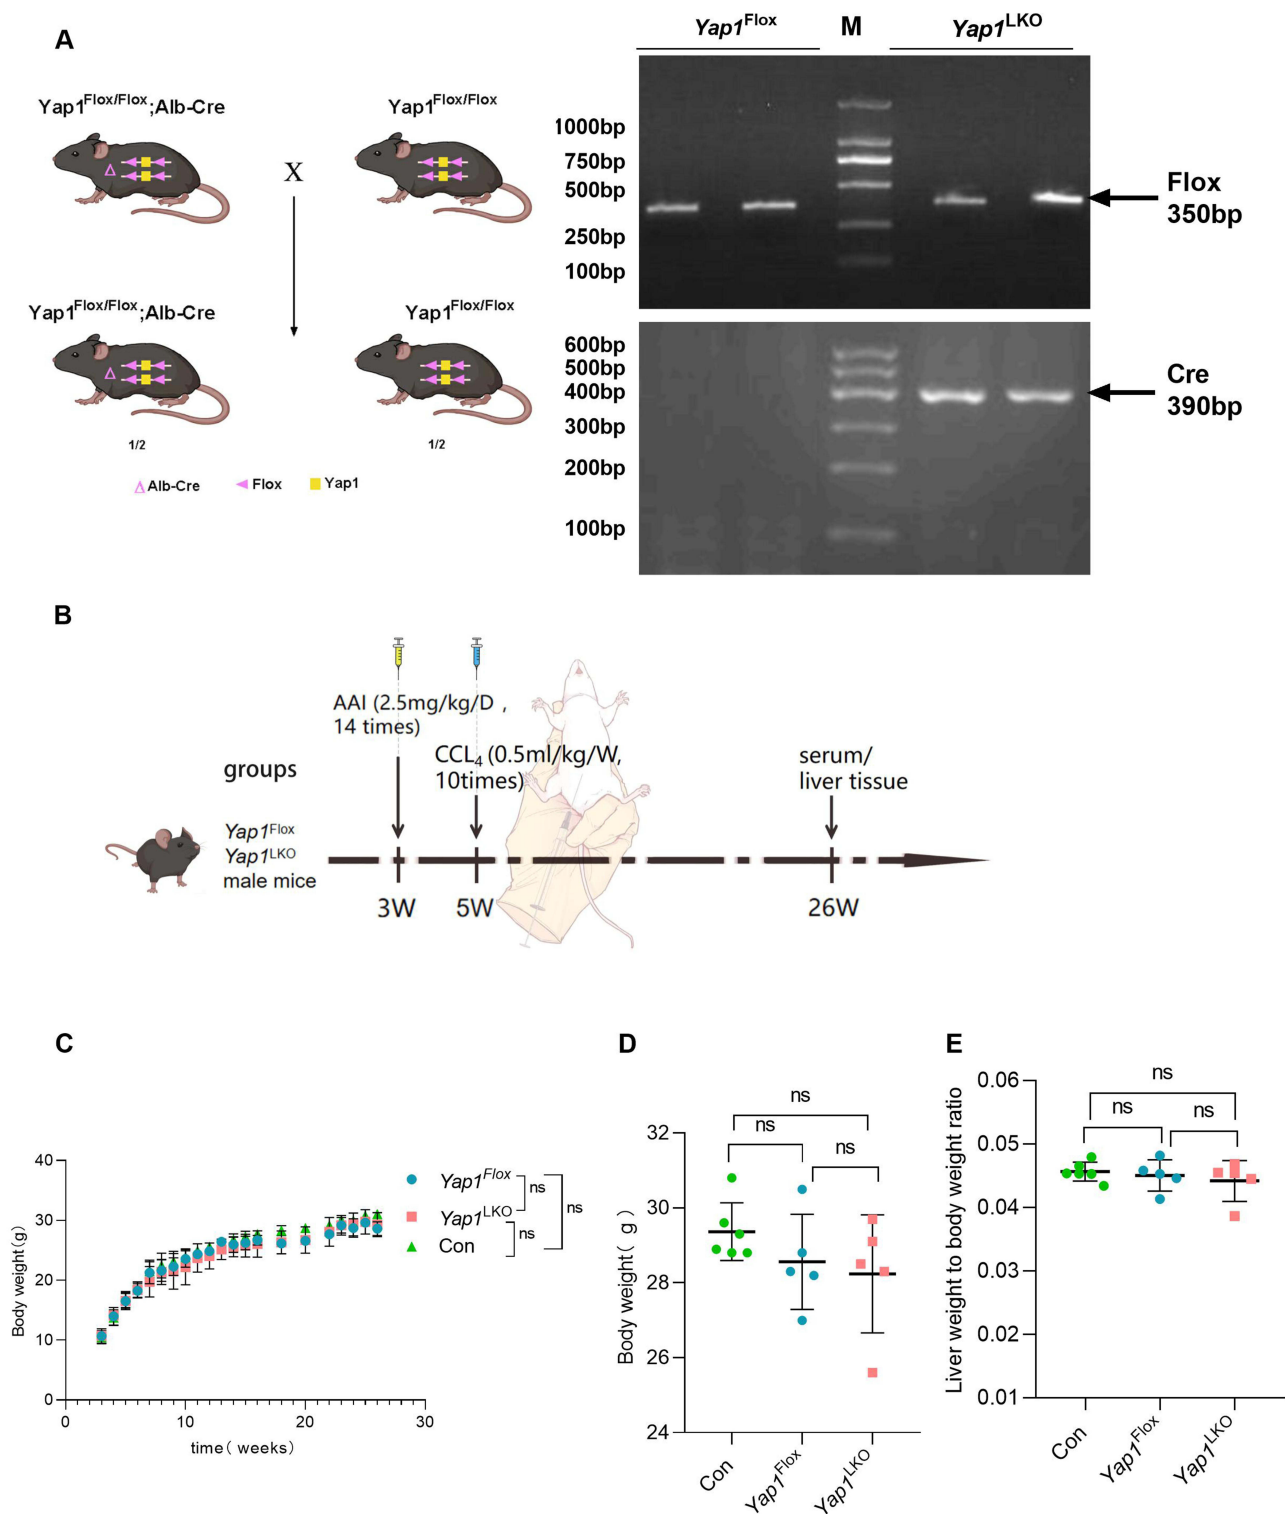 A
Yap1Flox/Flox;Alb-Cre
Yap1Flox/Flox
X
Yap1Flox/Flox;Alb-Cre
Yap1Flox/Flox
1/2
1/2
Alb-Cre
Flox
Yap1
Yap1Flox
M
Yap1LKO
1000bp
750bp
500bp
250bp
100bp
Flox
350bp
600bp
500bp
400bp
300bp
200bp
100bp
Cre
390bp
B
AAI (2.5mg/kg/D ,
14 times)
CCL4 (0.5ml/kg/W,
10times)
serum/
liver tissue
groups
Yap1Flox
Yap1LKO
male mice
3W
5W
26W
C
Body weight(g)
40
30
20
10
0
0
10
20
30
time( weeks)
Yap1Flox
Yap1LKO
Con
ns
ns
ns
D
Body weight( g )
32
30
28
26
24
ns
ns
ns
Con
Yap1Flox
Yap1LKO
E
Liver weight to body weight ratio
0.06
0.05
0.04
0.03
0.02
0.01
ns
ns
ns
Con
Yap1Flox
Yap1LKO